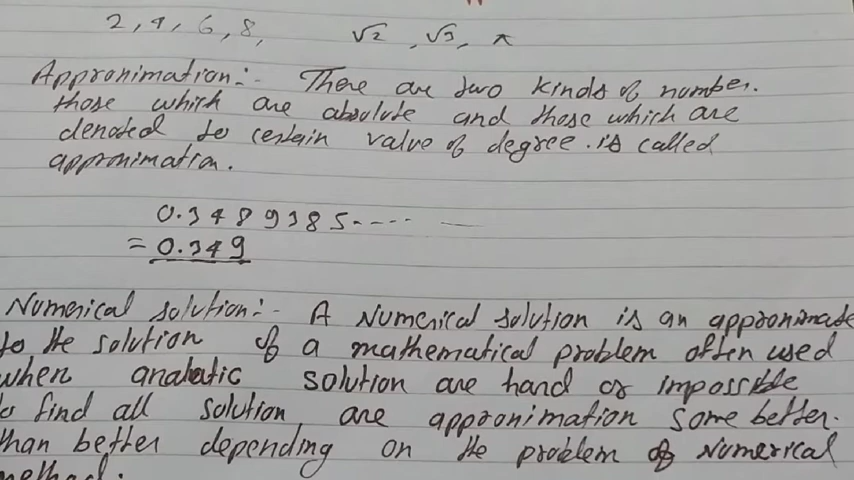 2, 4, 6, 8, √2, √3, π
Approximation:- There are two kinds of number.
those which are absolute and those which are
denoted to certain value of degree. is called
approximation.
0.3489385.....
= 0.349
Numerical solution:- A Numerical solution is an approximate
to the solution of a mathematical problem often used
when analatic solution are hard or impossible
to find all solution are approximation some better.
than better depending on the problem of Numerical
method.